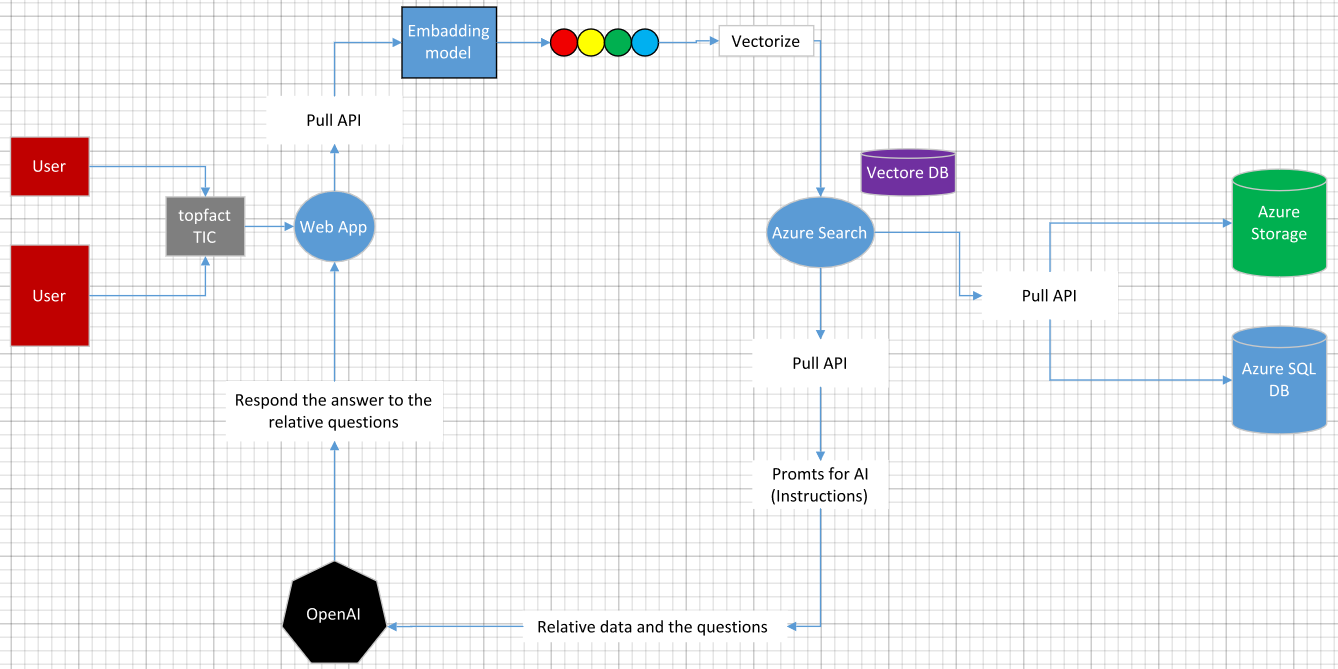 Embadding
model
Vectorize
Pull API
User
Vectore DB
topfact
TIC
Web App
Azure Search
Azure
Storage
User
Pull API
Pull API
Azure SQL
DB
Respond the answer to the
relative questions
Promts for AI
(Instructions)
OpenAI
Relative data and the questions